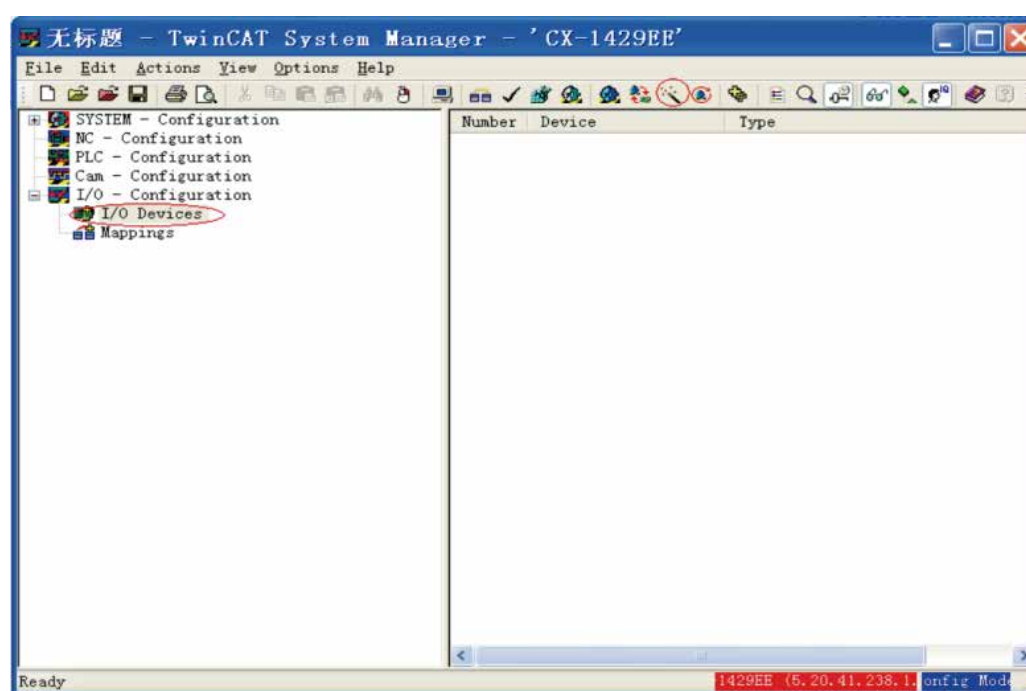 无标题 - TwinCAT System Manager - 'CX-1429EE'
File Edit Actions View Options Help
SYSTEM - Configuration
NC - Configuration
PLC - Configuration
Cam - Configuration
I/O - Configuration
I/O Devices
Mappings
Number Device Type
Ready
1429EE (5.20.41.238.1. onfig Mode